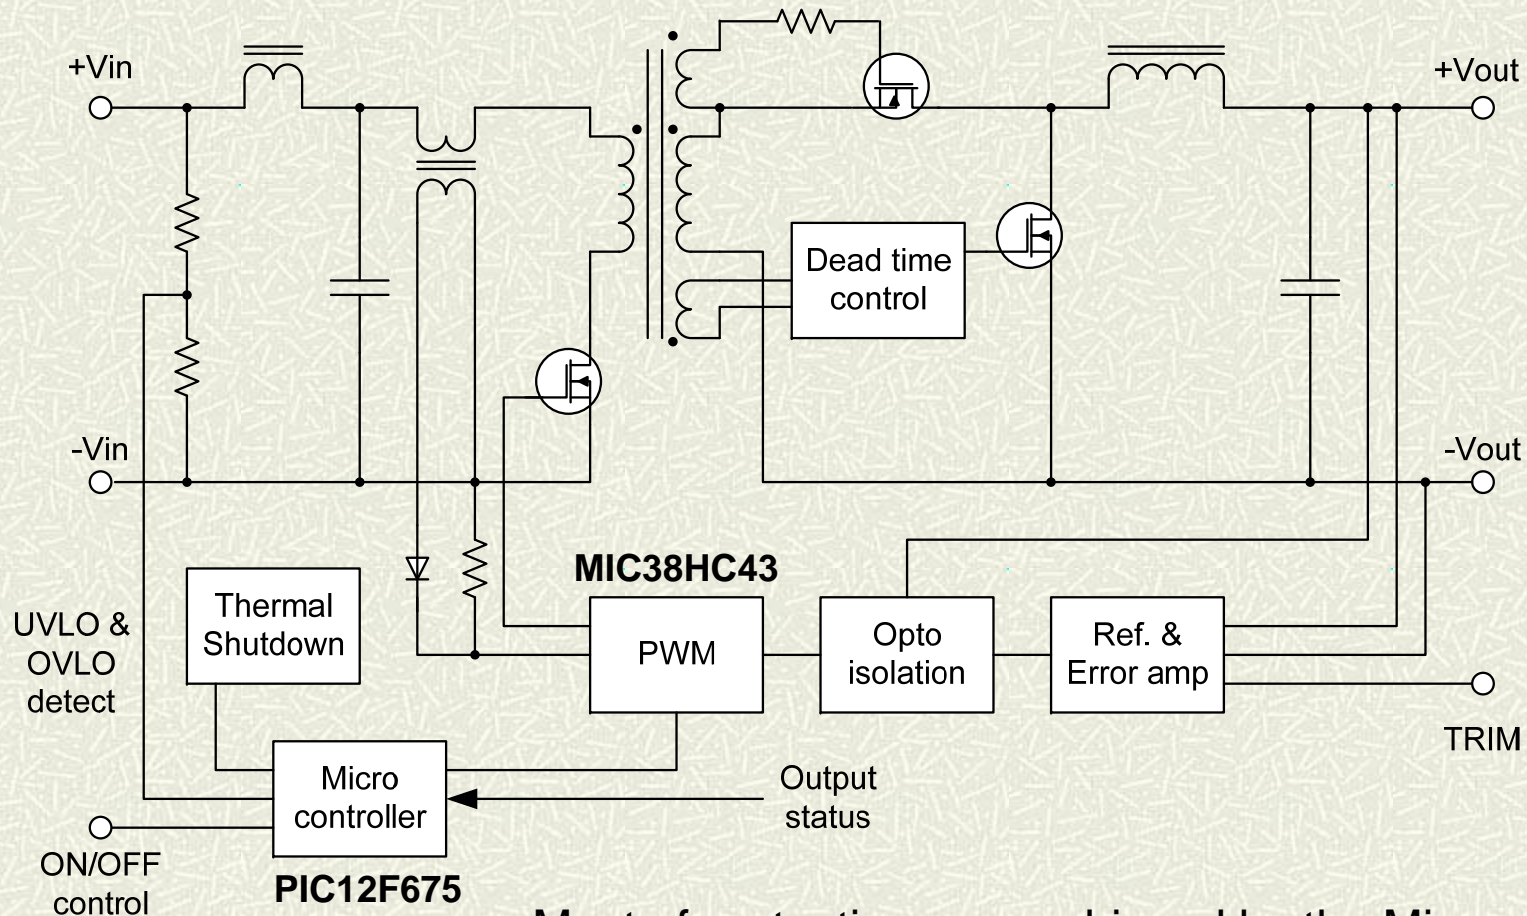 +Vin
+Vout
Dead time
control
-Vin
-Vout
MIC38HC43
Thermal
Shutdown
UVLO &
OVLO
detect
PWM
Opto
isolation
Ref. &
Error amp
TRIM
Micro
controller
Output
status
ON/OFF
control
PIC12F675